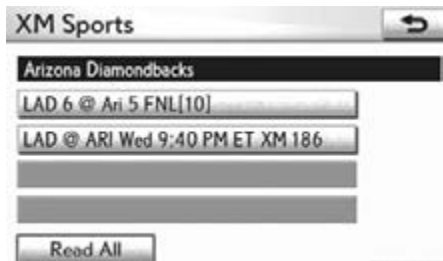 XM Sports
Arizona Diamondbacks
LAD 6 @ Ari 5 FNL[10]
LAD @ ARI Wed 9:40 PM ET XM 186
Read All